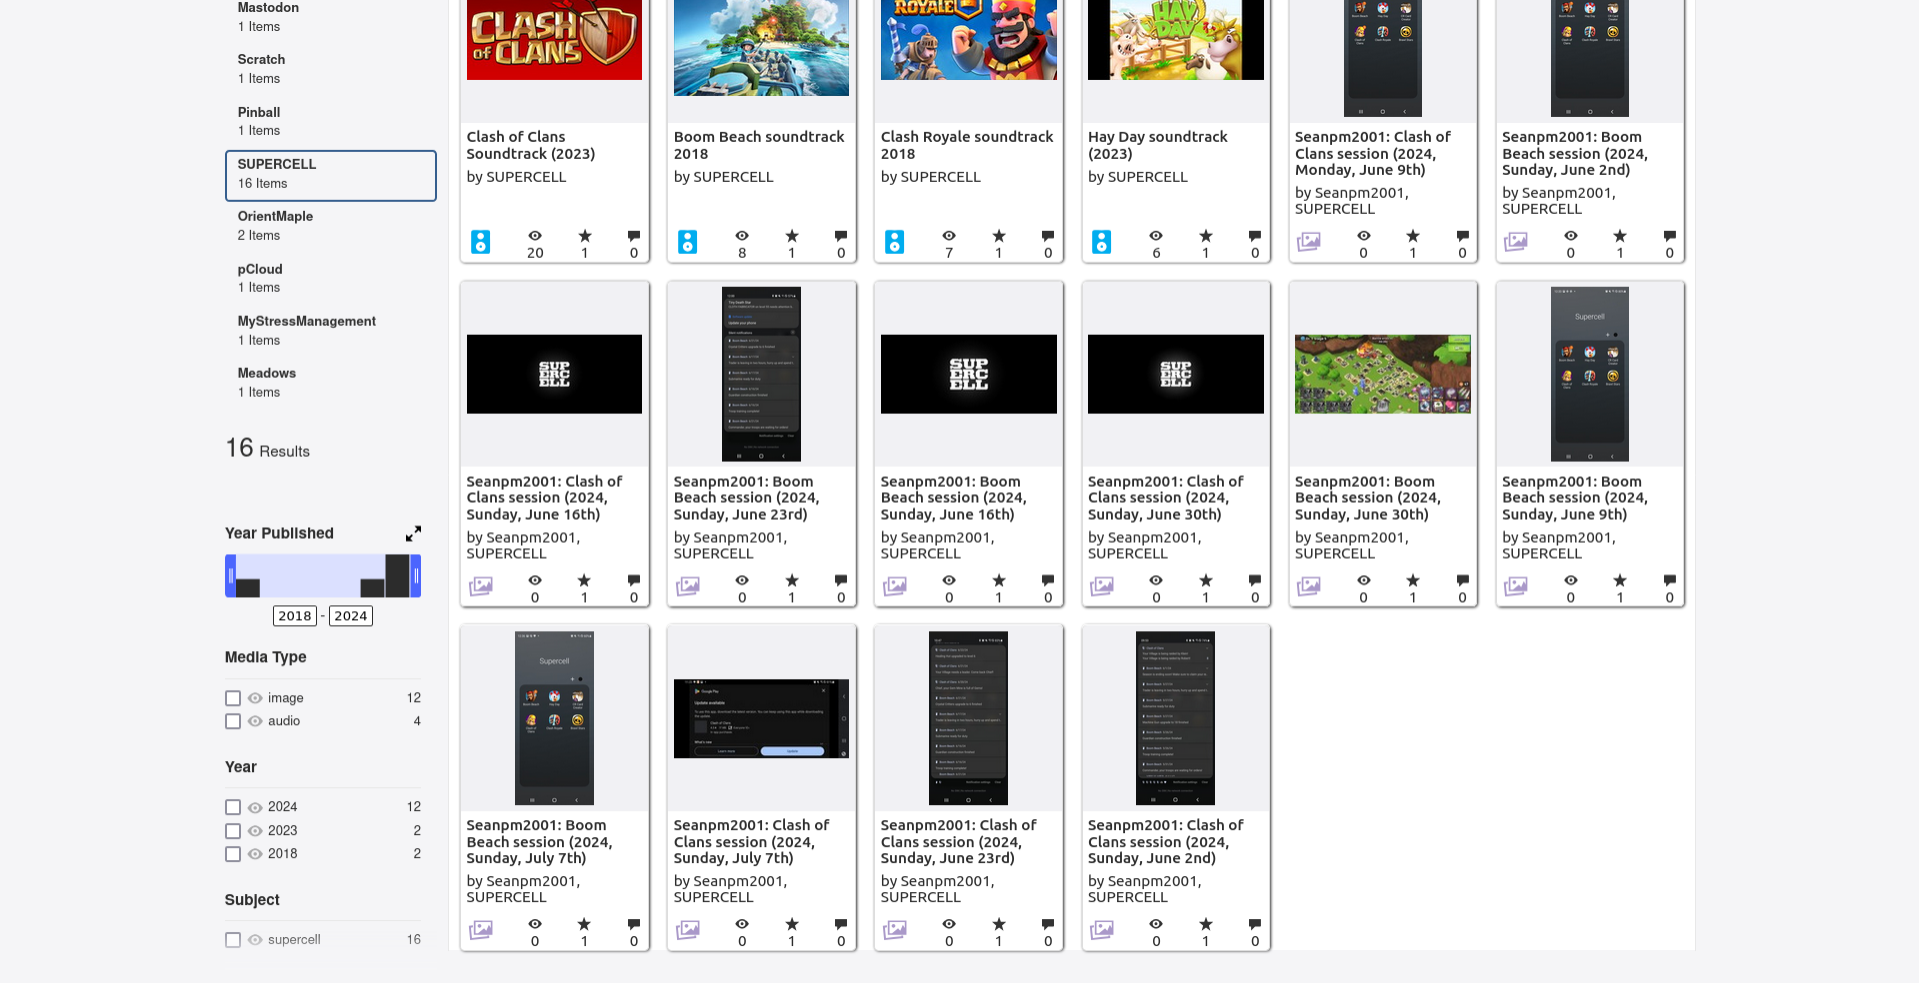 Mastodon
1 Items
Scratch
1 Items
Pinball
1 Items
SUPERCELL
16 Items
OrientMaple
2 Items
pCloud
1 Items
MyStressManagement
1 Items
Meadows
1 Items
16 Results
Year Published
2018 - 2024
Media Type
image 12
audio 4
Year
2024 12
2023 2
2018 2
Subject
supercell 16
CLASH
OF CLANS
ROYALE
HAY
DAY
Clash of Clans
Soundtrack (2023)
by SUPERCELL
20 1 0
Boom Beach soundtrack
2018
by SUPERCELL
8 1 0
Clash Royale soundtrack
2018
by SUPERCELL
7 1 0
Hay Day soundtrack
(2023)
by SUPERCELL
6 1 0
Seanpm2001: Clash of
Clans session (2024,
Monday, June 9th)
by Seanpm2001,
SUPERCELL
0 1 0
Seanpm2001: Boom
Beach session (2024,
Sunday, June 2nd)
by Seanpm2001,
SUPERCELL
0 1 0
SUP
ERC
ELL
Seanpm2001: Clash of
Clans session (2024,
Sunday, June 16th)
by Seanpm2001,
SUPERCELL
0 1 0
Seanpm2001: Boom
Beach session (2024,
Sunday, June 23rd)
by Seanpm2001,
SUPERCELL
0 1 0
SUP
ERC
ELL
Seanpm2001: Boom
Beach session (2024,
Sunday, June 16th)
by Seanpm2001,
SUPERCELL
0 1 0
SUP
ERC
ELL
Seanpm2001: Clash of
Clans session (2024,
Sunday, June 30th)
by Seanpm2001,
SUPERCELL
0 1 0
Seanpm2001: Boom
Beach session (2024,
Sunday, June 30th)
by Seanpm2001,
SUPERCELL
0 1 0
Supercell
Seanpm2001: Boom
Beach session (2024,
Sunday, June 9th)
by Seanpm2001,
SUPERCELL
0 1 0
Supercell
Seanpm2001: Boom
Beach session (2024,
Sunday, July 7th)
by Seanpm2001,
SUPERCELL
0 1 0
Google Play
Update available
Seanpm2001: Clash of
Clans session (2024,
Sunday, July 7th)
by Seanpm2001,
SUPERCELL
0 1 0
Seanpm2001: Clash of
Clans session (2024,
Sunday, June 23rd)
by Seanpm2001,
SUPERCELL
0 1 0
Seanpm2001: Clash of
Clans session (2024,
Sunday, June 2nd)
by Seanpm2001,
SUPERCELL
0 1 0